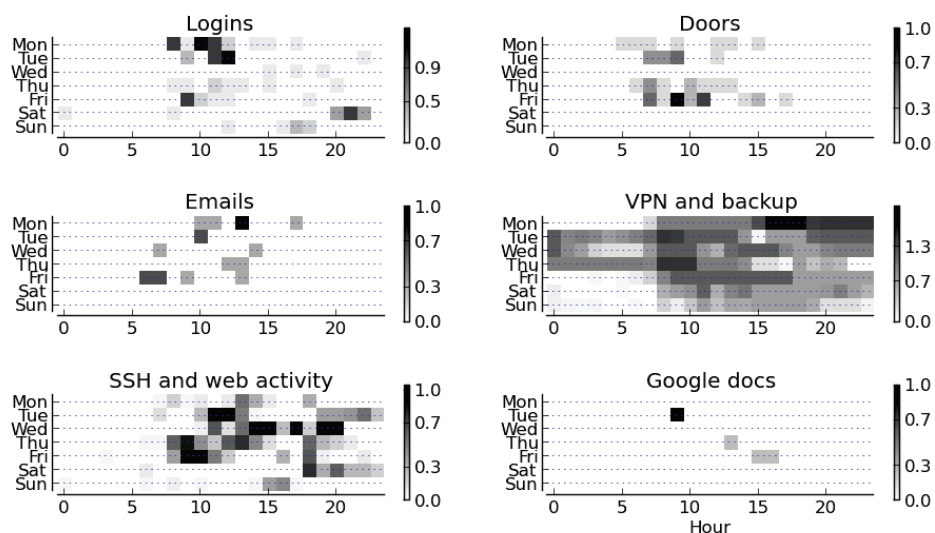 Logins
Mon
Tue
Wed
Thu
Fri
Sat
Sun
0 5 10 15 20
0.9
0.5
0.0
Doors
Mon
Tue
Wed
Thu
Fri
Sat
Sun
0 5 10 15 20
1.0
0.7
0.3
0.0
Emails
Mon
Tue
Wed
Thu
Fri
Sat
Sun
0 5 10 15 20
1.0
0.7
0.3
0.0
VPN and backup
Mon
Tue
Wed
Thu
Fri
Sat
Sun
0 5 10 15 20
1.3
0.7
0.0
SSH and web activity
Mon
Tue
Wed
Thu
Fri
Sat
Sun
0 5 10 15 20
1.0
0.7
0.3
0.0
Google docs
Mon
Tue
Wed
Thu
Fri
Sat
Sun
0 5 10 15 20
Hour
1.0
0.7
0.3
0.0